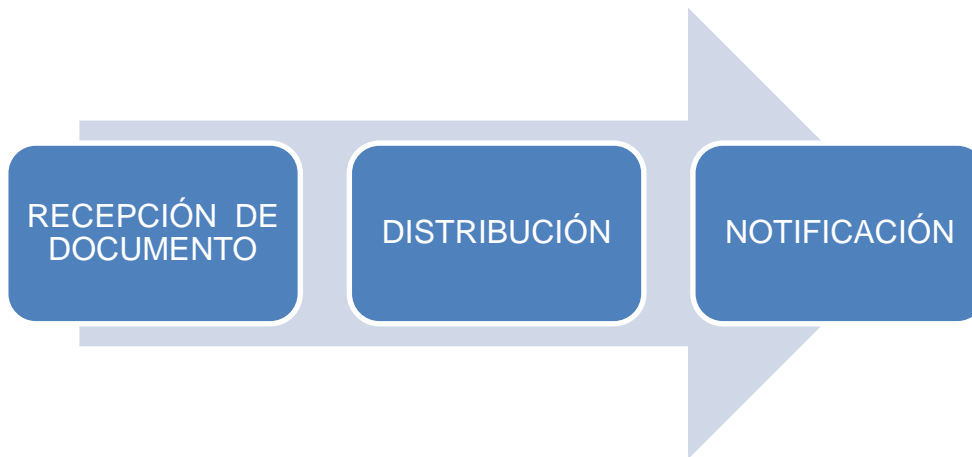 RECEPCIÓN DE
DOCUMENTO
DISTRIBUCIÓN
NOTIFICACIÓN